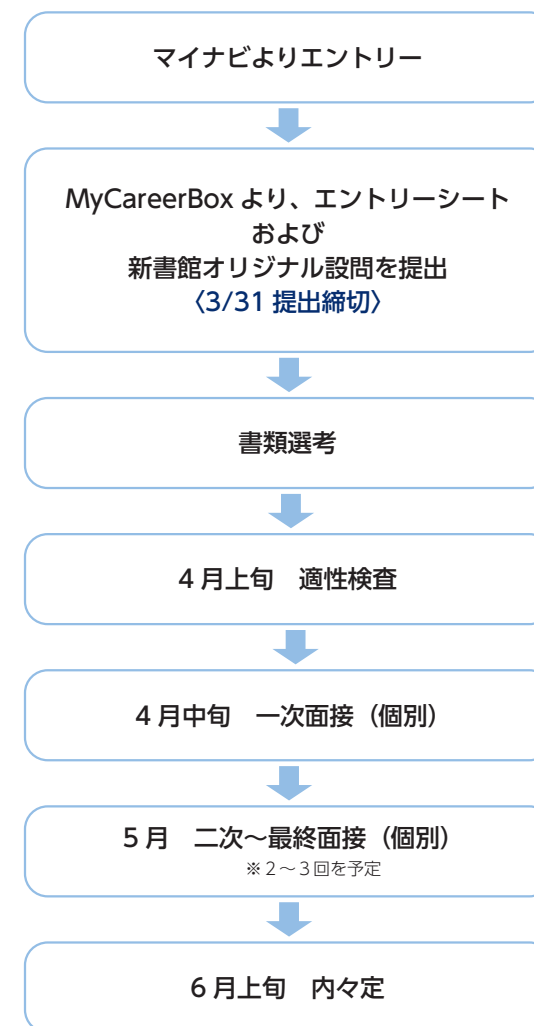 マイナビよりエントリー
MyCareerBox より、エントリーシート
および
新書館オリジナル設問を提出
〈3/31 提出締切〉
書類選考
4月上旬　適性検査
4月中旬　一次面接（個別）
5月　二次～最終面接（個別）
※２～３回を予定
6月上旬　内々定